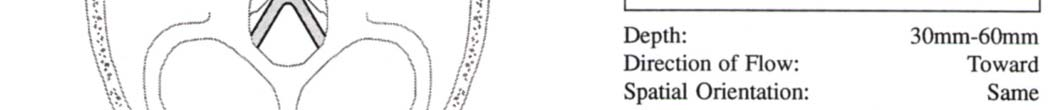 Depth: 30mm-60mm
Direction of Flow: Toward
Spatial Orientation: Same